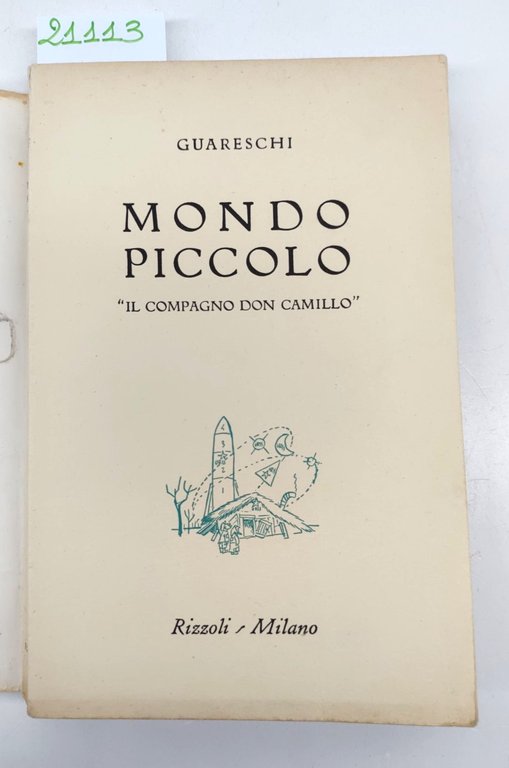 21113
GUARESCHI
MONDO
PICCOLO
"IL COMPAGNO DON CAMILLO"
Rizzoli - Milano